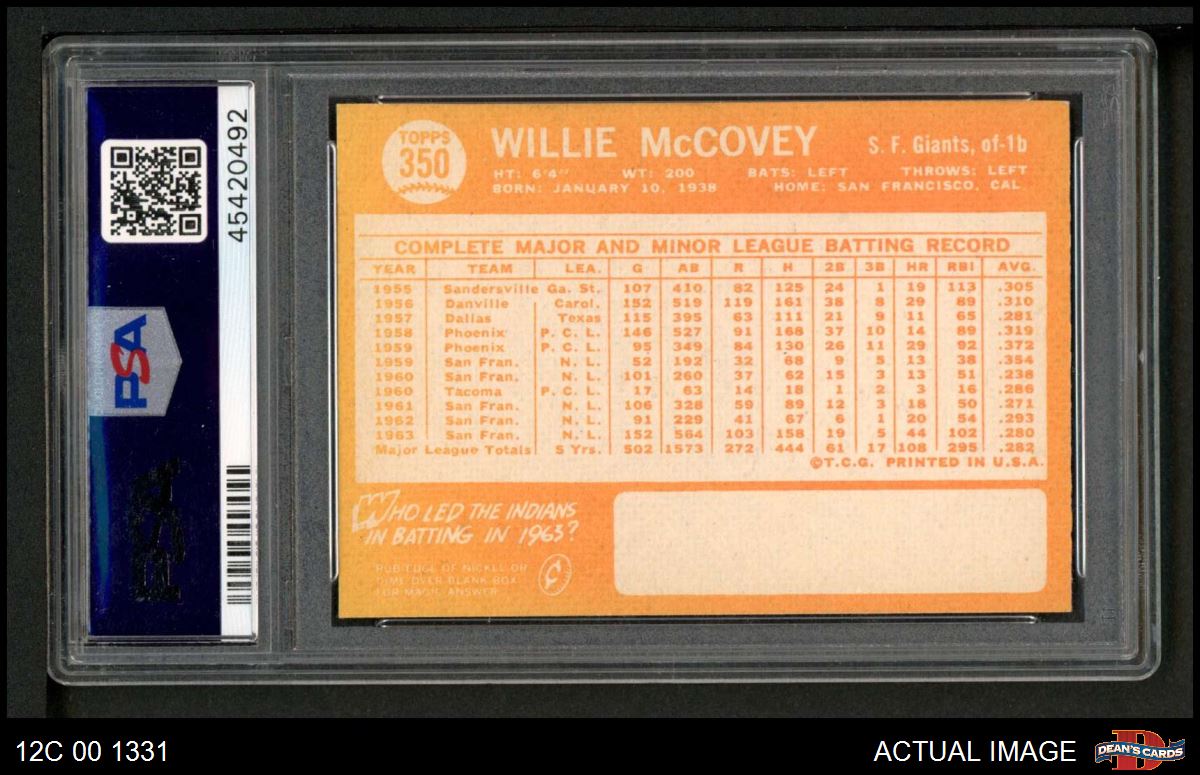 45420492
PSA
PSA
TOPPS
350
WILLIE McCOVEY
S. F. Giants, of-1b
HT: 6'4" WT: 200 BATS: LEFT THROWS: LEFT
BORN: JANUARY 10, 1938 HOME: SAN FRANCISCO, CAL
COMPLETE MAJOR AND MINOR LEAGUE BATTING RECORD
YEAR TEAM LEA. G AB R H 2B 3B HR RBI AVG.
1955 Sandersville Ga. St. 107 410 82 125 24 1 19 113 .305
1956 Danville Carol. 152 519 119 161 38 8 29 89 .310
1957 Dallas Texas 115 395 63 111 21 9 11 65 .281
1958 Phoenix P. C. L. 146 527 91 168 37 10 14 89 .319
1959 Phoenix P. C. L. 95 349 84 130 26 11 29 92 .372
1959 San Fran. N. L. 52 192 32 68 9 5 13 38 .354
1960 San Fran. N. L. 101 260 37 62 15 3 13 51 .238
1960 Tacoma P. C. L. 17 63 14 18 1 2 3 16 .286
1961 San Fran. N. L. 106 328 59 89 12 3 18 50 .271
1962 San Fran. N. L. 91 229 41 67 6 1 20 54 .293
1963 San Fran. N. L. 152 564 103 158 19 5 44 102 .280
Major League Totals 5 Yrs. 502 1573 272 444 61 17 108 295 .282
©T.C.G. PRINTED IN U.S.A.
WHO LED THE INDIANS
IN BATTING IN 1963?
RUB EDGE OF NICKEL OR
DIME OVER BLANK BOX
FOR MAGIC ANSWER
12C 00 1331
ACTUAL IMAGE
D
DEAN'S CARDS